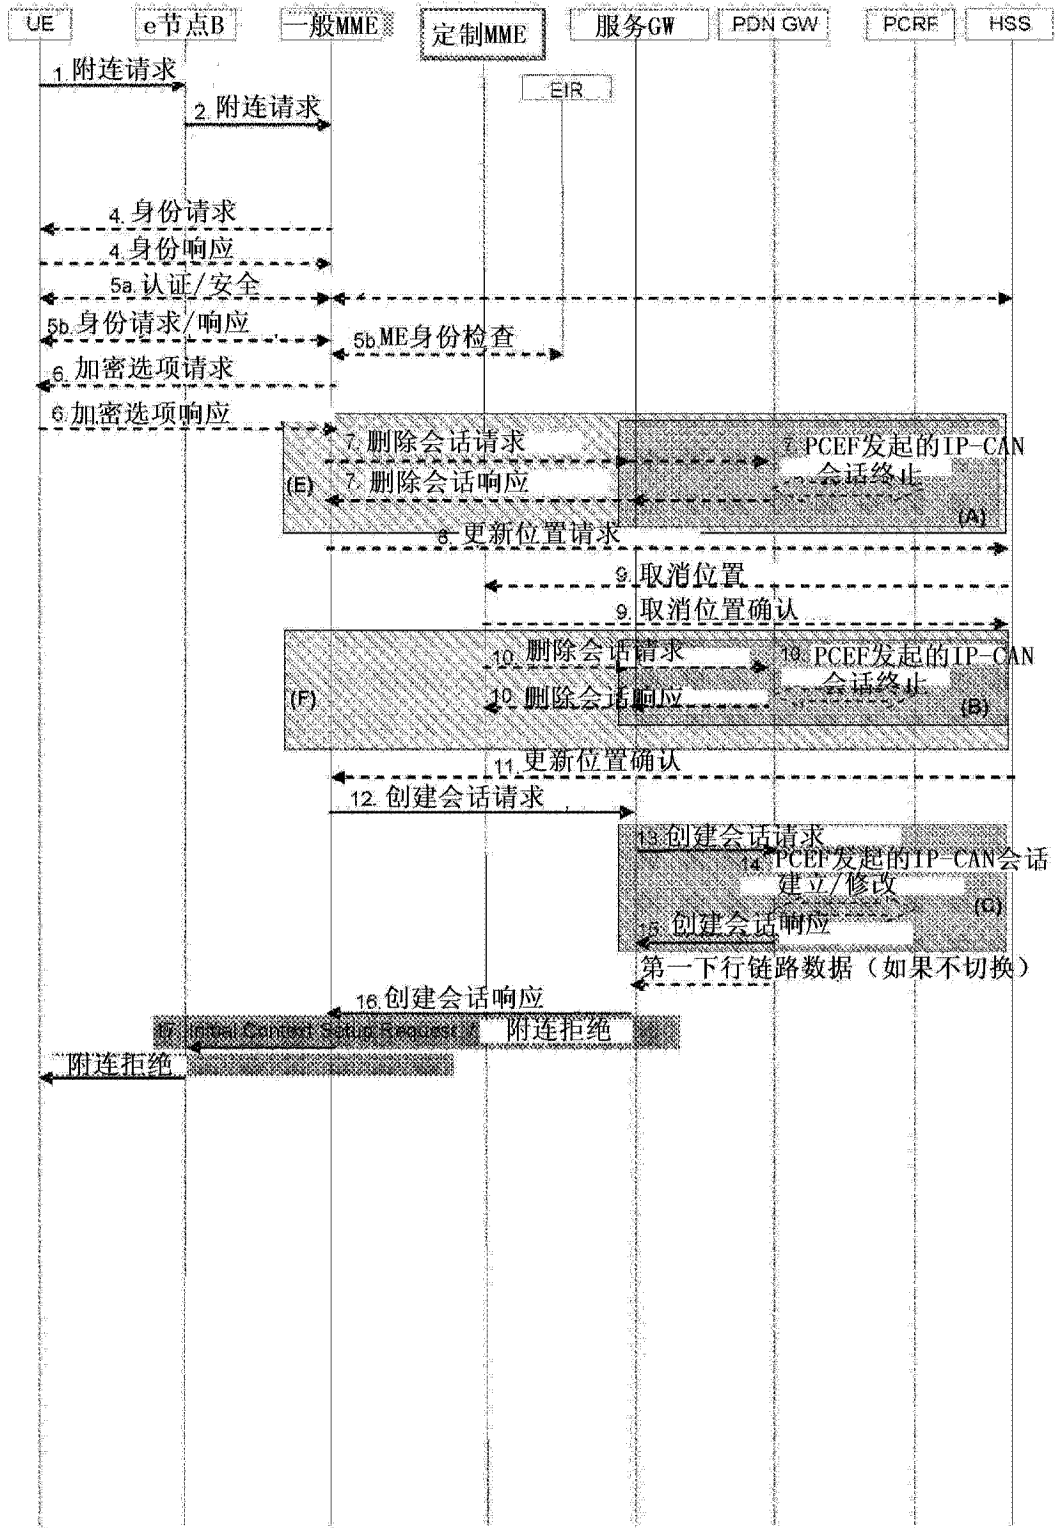 UE
e节点B
一般MME
定制MME
服务GW
PDN GW
PCRF
HSS
EIR
1. 附连请求
2. 附连请求
4. 身份请求
4. 身份响应
5a. 认证/安全
5b. 身份请求/响应
5b. ME身份检查
6. 加密选项请求
6. 加密选项响应
7. 删除会话请求
7. PCEF发起的IP-CAN
会话终止
(E)
7. 删除会话响应
(A)
8. 更新位置请求
9. 取消位置
9. 取消位置确认
10. 删除会话请求
10. PCEF发起的IP-CAN
会话终止
(F)
10. 删除会话响应
(B)
11. 更新位置确认
12. 创建会话请求
13. 创建会话请求
14. PCEF发起的IP-CAN会话
建立/修改
(C)
15. 创建会话响应
第一下行链路数据（如果不切换）
16. 创建会话响应
17. Initial Context Setup Request / 附连拒绝
附连拒绝